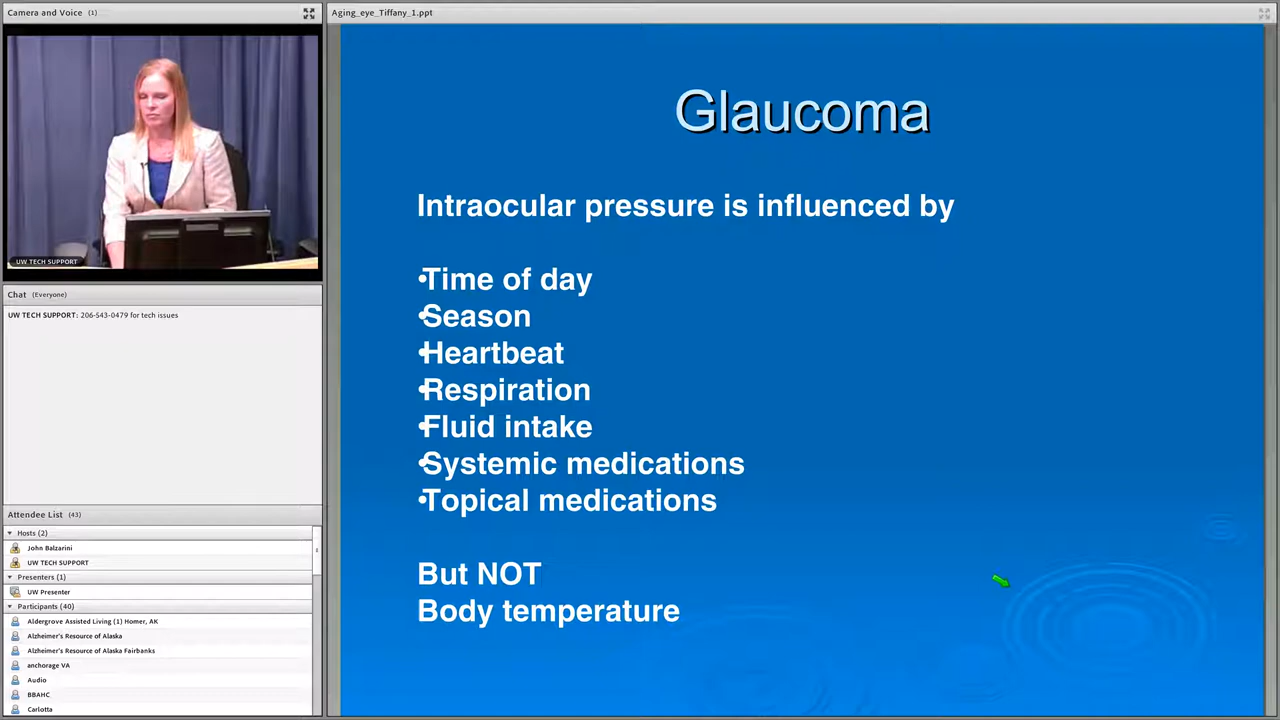 Camera and Voice (1)
UW TECH SUPPORT
Chat (Everyone)
UW TECH SUPPORT: 206-543-0479 for tech issues
Attendee List (43)
Hosts (2)
John Balzarini
UW TECH SUPPORT
Presenters (1)
UW Presenter
Participants (40)
Aldergrove Assisted Living (1) Homer, AK
Alzheimer's Resource of Alaska
Alzheimer's Resource of Alaska Fairbanks
anchorage VA
Audio
BBAHC
Carlotta
Aging_eye_Tiffany_1.ppt
Glaucoma
Intraocular pressure is influenced by
•Time of day
•Season
•Heartbeat
•Respiration
•Fluid intake
•Systemic medications
•Topical medications
But NOT
Body temperature